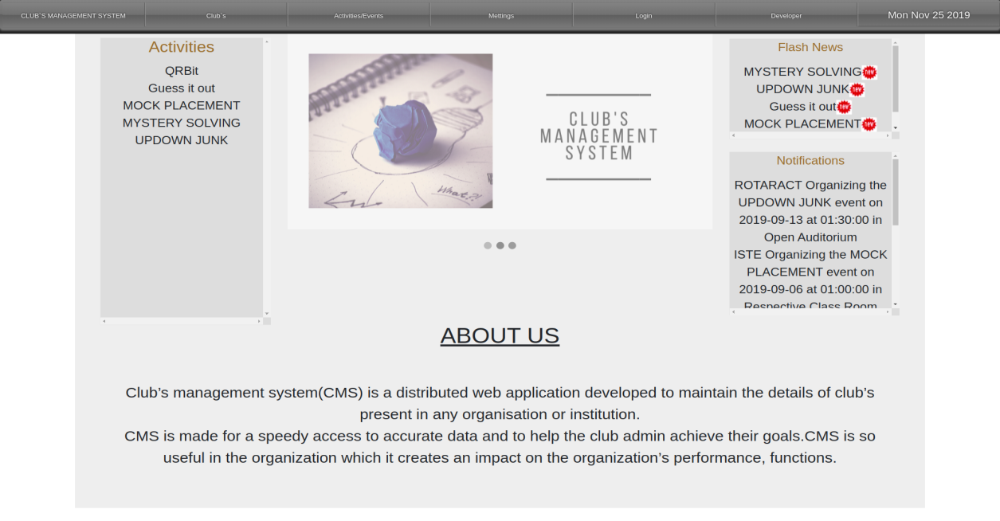 CLUB`S MANAGEMENT SYSTEM
Club`s
Activities/Events
Mettings
Login
Developer
Mon Nov 25 2019
Activities
QRBit
Guess it out
MOCK PLACEMENT
MYSTERY SOLVING
UPDOWN JUNK
What?!
CLUB'S
MANAGEMENT
SYSTEM
Flash News
MYSTERY SOLVING new
UPDOWN JUNK new
Guess it out new
MOCK PLACEMENT new
Notifications
ROTARACT Organizing the
UPDOWN JUNK event on
2019-09-13 at 01:30:00 in
Open Auditorium
ISTE Organizing the MOCK
PLACEMENT event on
2019-09-06 at 01:00:00 in
Respective Class Room
ABOUT US
Club’s management system(CMS) is a distributed web application developed to maintain the details of club’s
present in any organisation or institution.
CMS is made for a speedy access to accurate data and to help the club admin achieve their goals.CMS is so
useful in the organization which it creates an impact on the organization’s performance, functions.